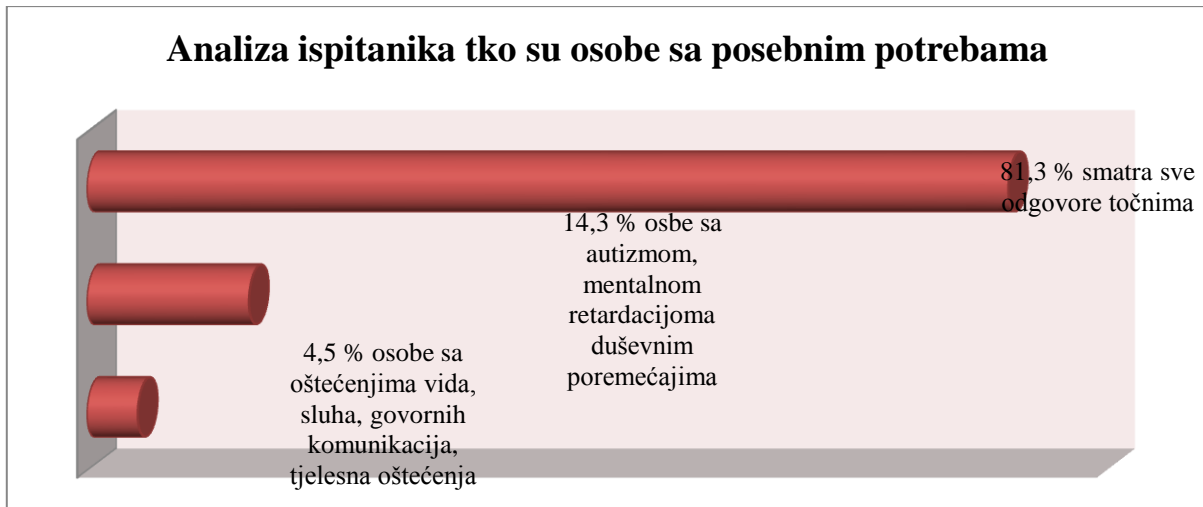 Analiza ispitanika tko su osobe sa posebnim potrebama
81,3 % smatra sve
odgovore točnima
14,3 % osbe sa
autizmom,
mentalnom
retardacijoma
duševnim
poremećajima
4,5 % osobe sa
oštećenjima vida,
sluha, govornih
komunikacija,
tjelesna oštećenja